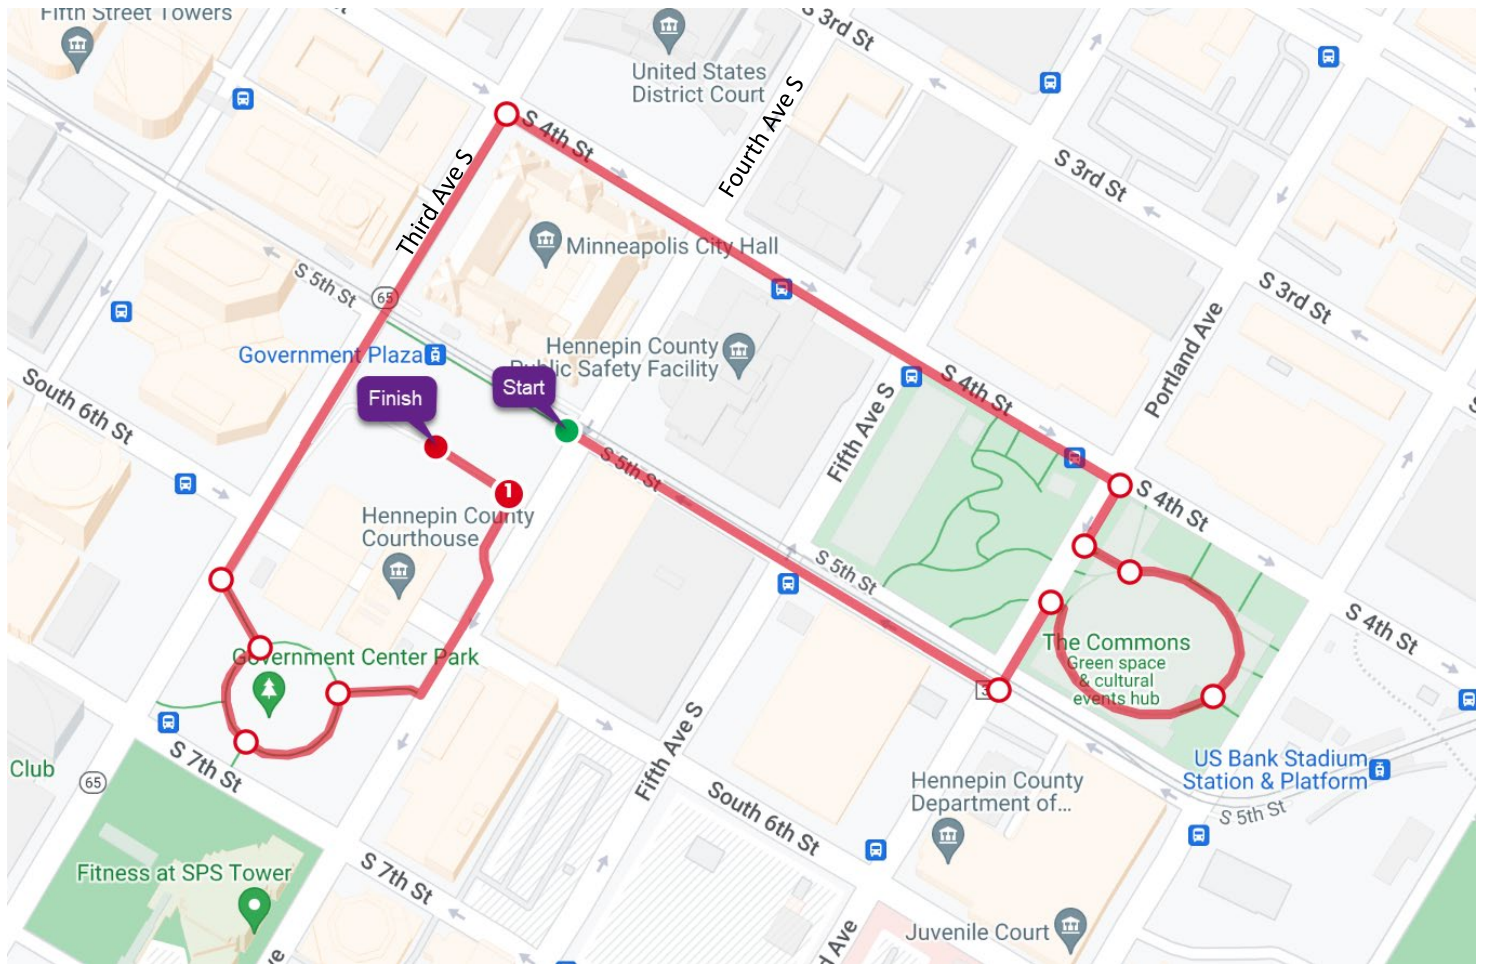 Fifth Street Towers
S 3rd St
United States
District Court
S 4th St
Fourth Ave S
S 3rd St
Third Ave S
Minneapolis City Hall
S 5th St
65
S 3rd St
Government Plaza
Hennepin County
Public Safety Facility
Portland Ave
Start
Finish
South 6th St
S 4th St
Fifth Ave S
S 5th St
1
S 4th St
Hennepin County
Courthouse
S 5th St
S 4th St
The Commons
Green space
& cultural
events hub
Government Center Park
3
Fifth Ave S
S 7th St
US Bank Stadium
Station & Platform
Club
65
Hennepin County
Department of...
South 6th St
S 5th St
Fitness at SPS Tower
S 7th St
Juvenile Court
Ave